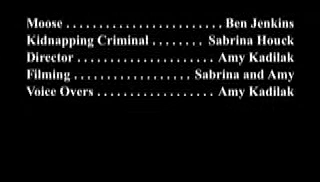 Moose . . . . . . . . . . . . . . . . . . . . . . . . Ben Jenkins
Kidnapping Criminal . . . . . . . . Sabrina Houck
Director . . . . . . . . . . . . . . . . . . . . . Amy Kadilak
Filming . . . . . . . . . . . . . . . . . . . Sabrina and Amy
Voice Overs . . . . . . . . . . . . . . . . . . Amy Kadilak